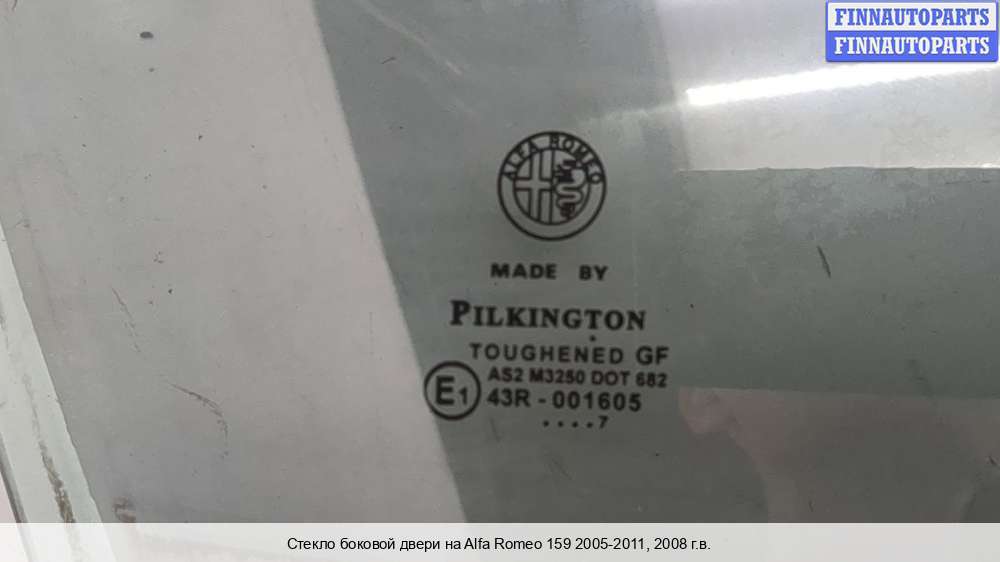 FINNAUTOPARTS
FINNAUTOPARTS
ALFA ROMEO
MADE BY
PILKINGTON
TOUGHENED GF
AS2 M3250 DOT 682
E1 43R - 001605
....7
Стекло боковой двери на Alfa Romeo 159 2005-2011, 2008 г.в.